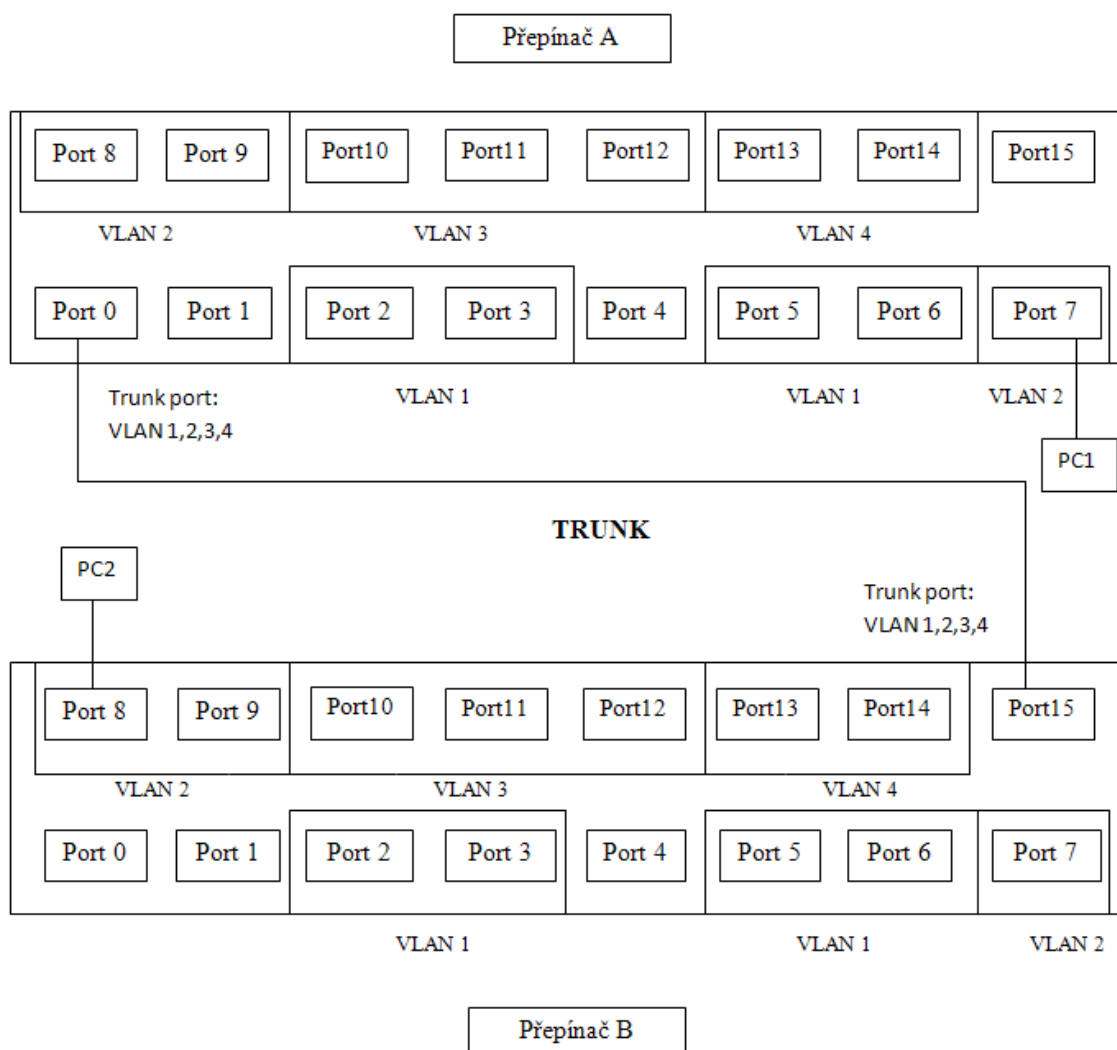 Přepínač A
Port 8 Port 9 Port10 Port11 Port12 Port13 Port14 Port15
VLAN 2 VLAN 3 VLAN 4
Port 0 Port 1 Port 2 Port 3 Port 4 Port 5 Port 6 Port 7
VLAN 1 VLAN 1 VLAN 2
Trunk port:
VLAN 1,2,3,4
PC1
TRUNK
PC2
Trunk port:
VLAN 1,2,3,4
Port 8 Port 9 Port10 Port11 Port12 Port13 Port14 Port15
VLAN 2 VLAN 3 VLAN 4
Port 0 Port 1 Port 2 Port 3 Port 4 Port 5 Port 6 Port 7
VLAN 1 VLAN 1 VLAN 2
Přepínač B